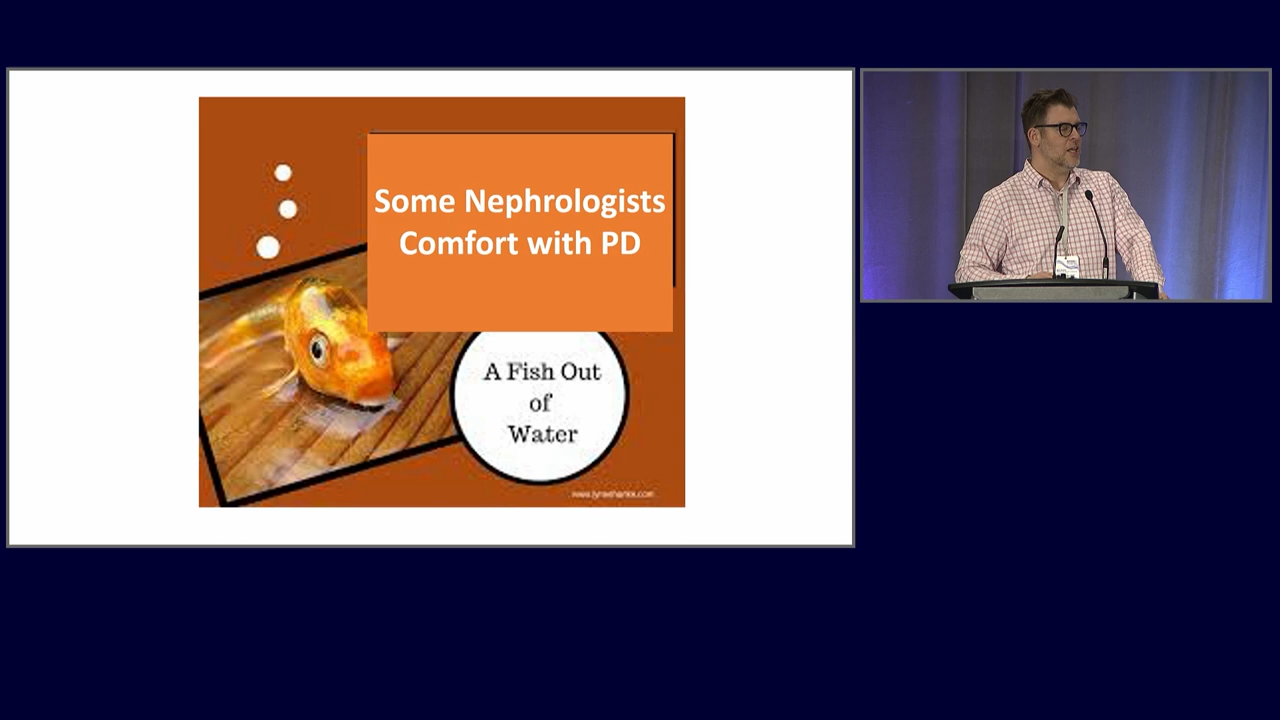 Some Nephrologists
Comfort with PD
A Fish Out
of
Water